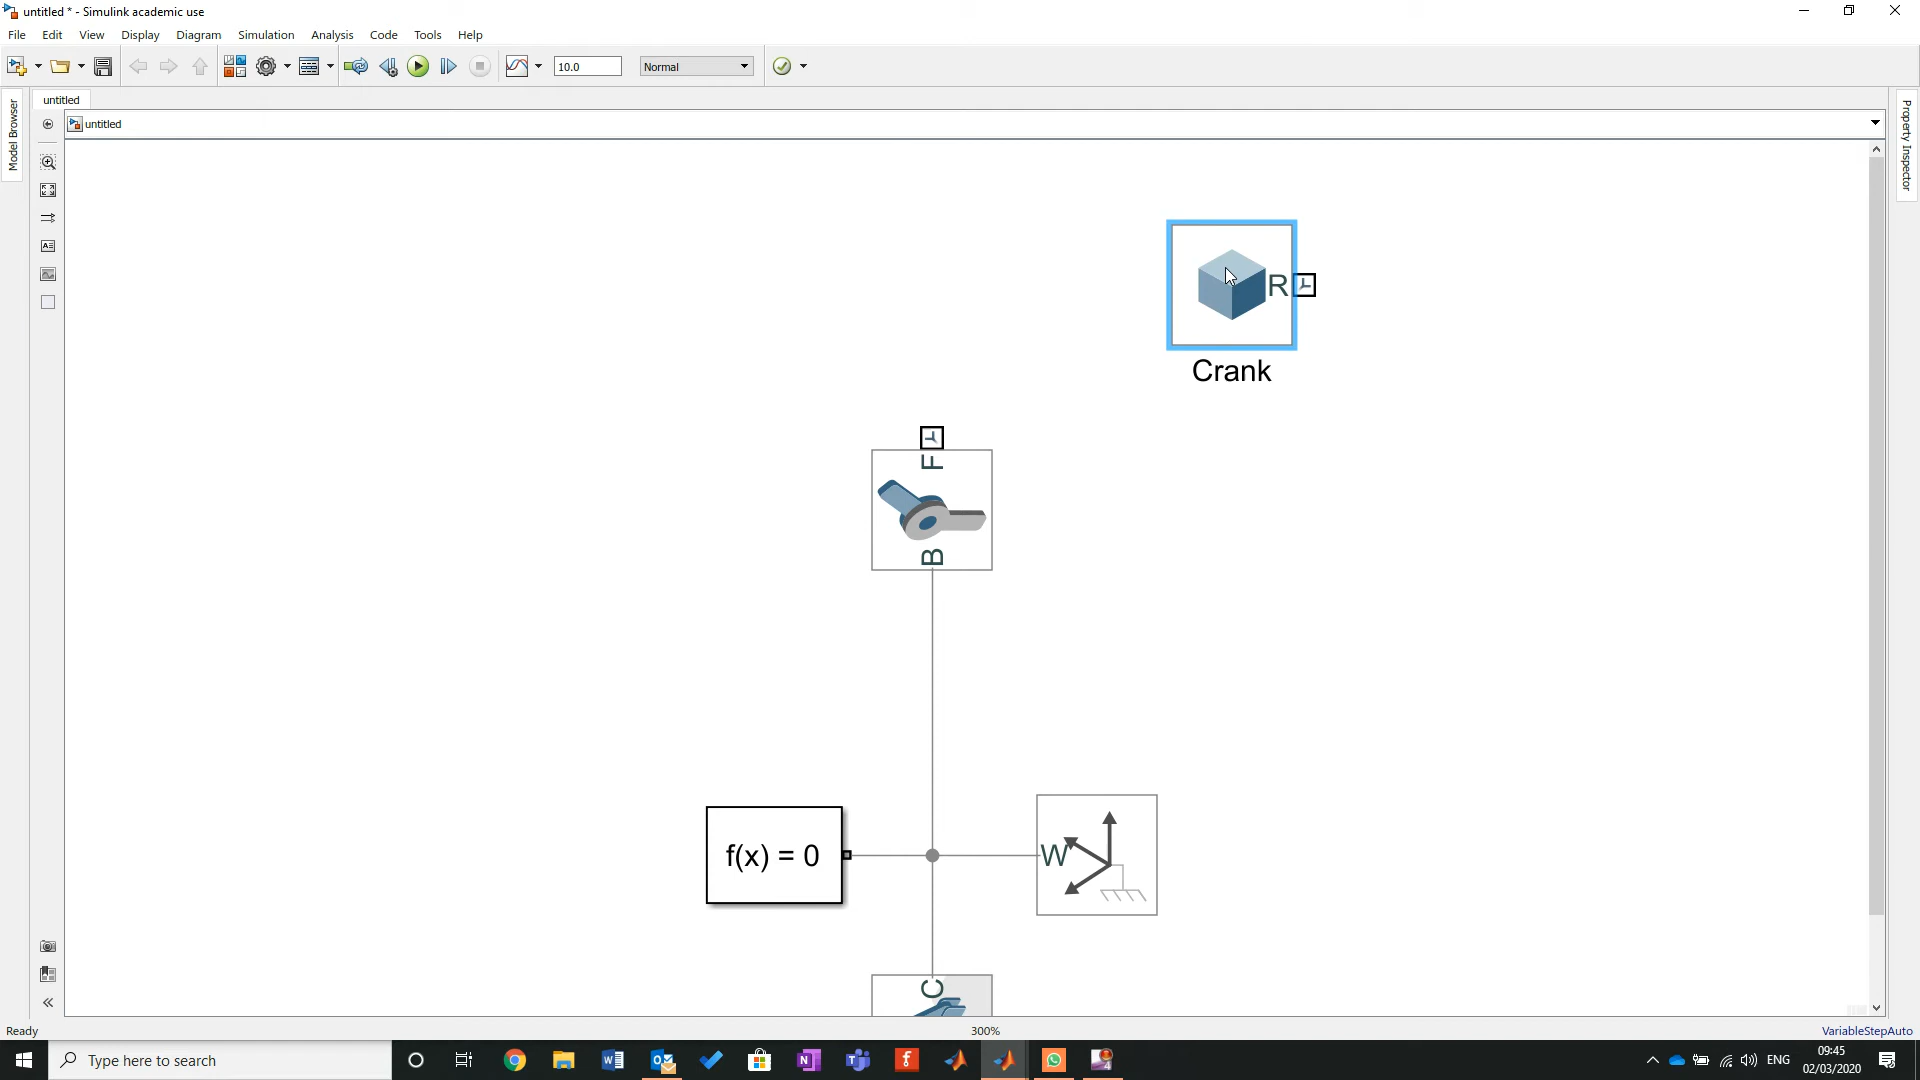 untitled * - Simulink academic use
File Edit View Display Diagram Simulation Analysis Code Tools Help
10.0 Normal
untitled
untitled
Model Browser
Property Inspector
R
Crank
F
B
f(x) = 0
W
C
Ready 300% VariableStepAuto
Type here to search
ENG
09:45
02/03/2020